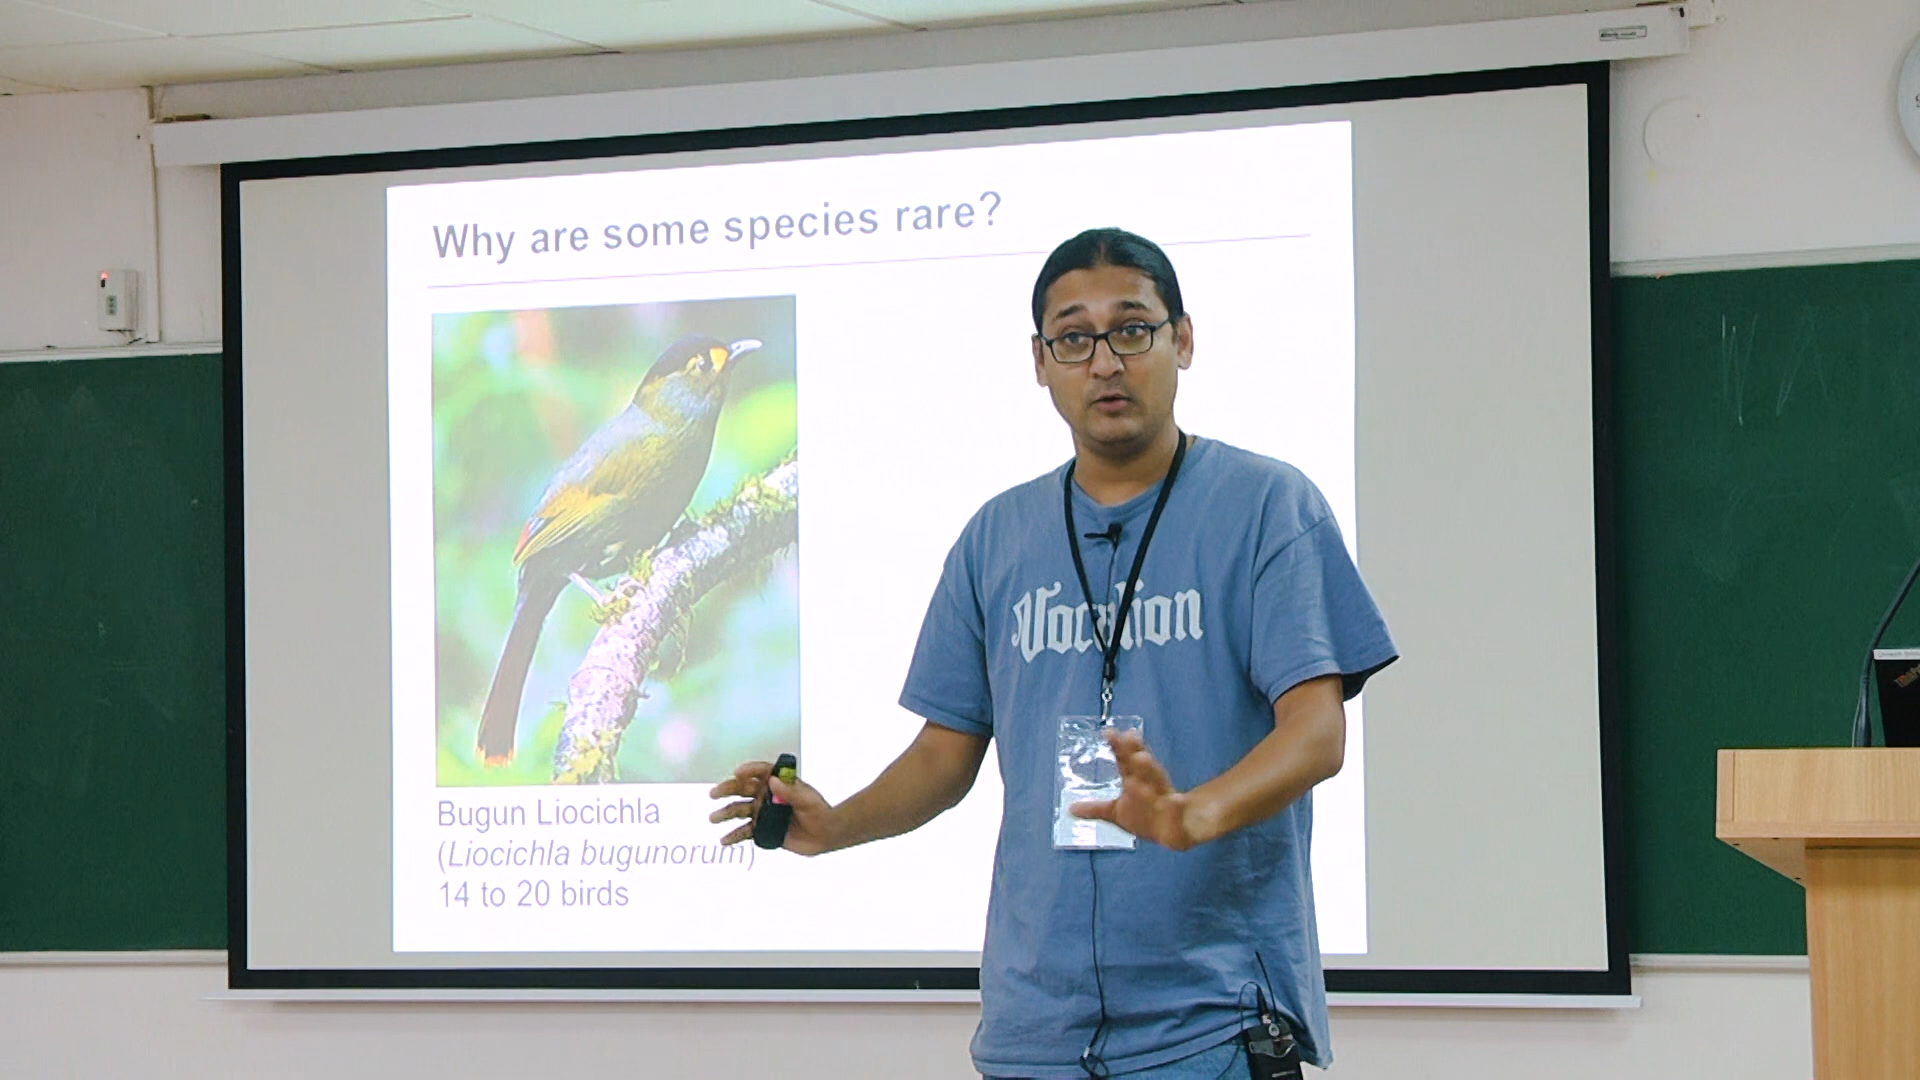 Why are some species rare?
Bugun Liocichla
(Liocichla bugunorum)
14 to 20 birds
Vocation